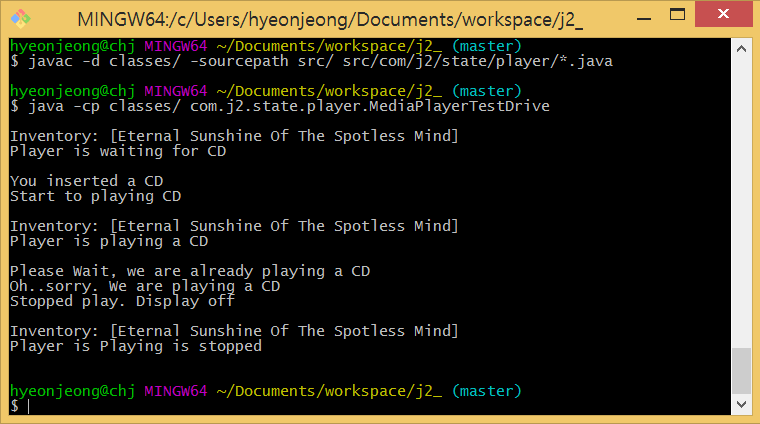 MINGW64:/c/Users/hyeonjeong/Documents/workspace/j2_
hyeonjeong@chj MINGW64 ~/Documents/workspace/j2_ (master)
$ javac -d classes/ -sourcepath src/ src/com/j2/state/player/*.java
hyeonjeong@chj MINGW64 ~/Documents/workspace/j2_ (master)
$ java -cp classes/ com.j2.state.player.MediaPlayerTestDrive
Inventory: [Eternal Sunshine Of The Spotless Mind]
Player is waiting for CD
You inserted a CD
Start to playing CD
Inventory: [Eternal Sunshine Of The Spotless Mind]
Player is playing a CD
Please Wait, we are already playing a CD
Oh..sorry. We are playing a CD
Stopped play. Display off
Inventory: [Eternal Sunshine Of The Spotless Mind]
Player is Playing is stopped
hyeonjeong@chj MINGW64 ~/Documents/workspace/j2_ (master)
$